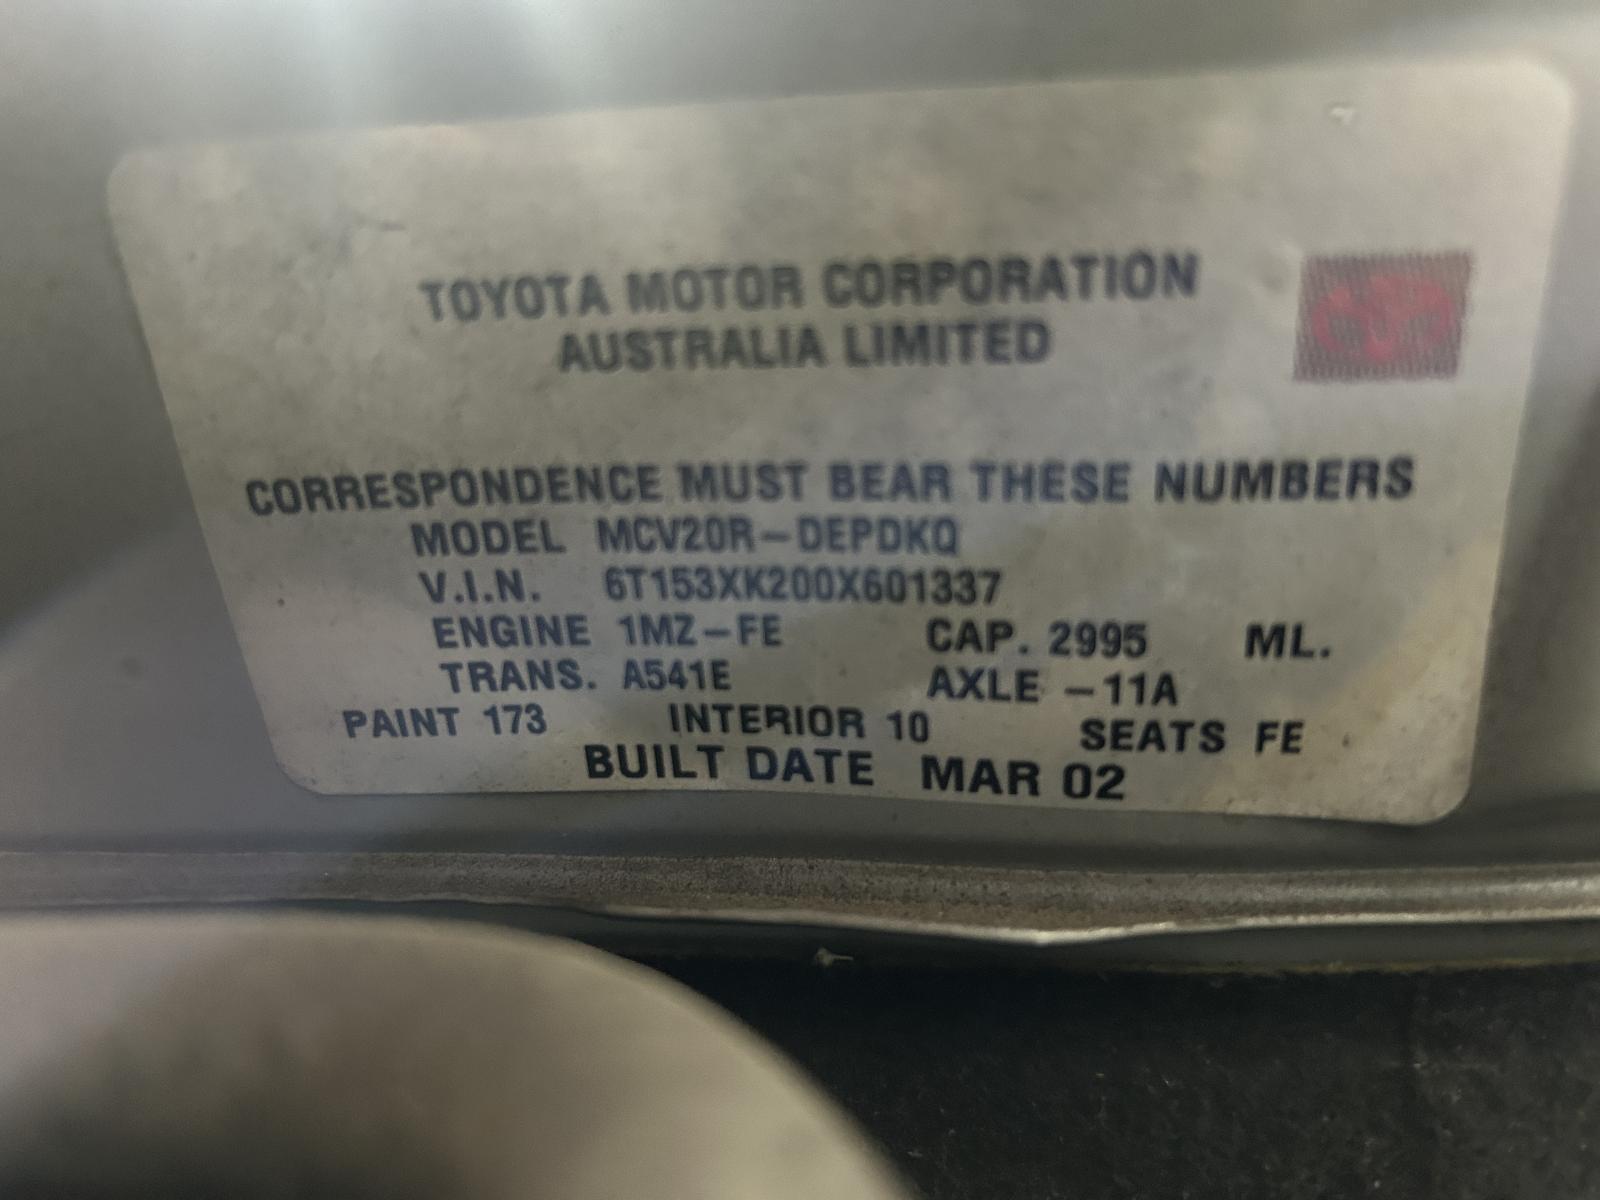 TOYOTA MOTOR CORPORATION
AUSTRALIA LIMITED
CORRESPONDENCE MUST BEAR THESE NUMBERS
MODEL MCV20R-DEPDKQ
V.I.N. 6T153XK200X601337
ENGINE 1MZ-FE CAP. 2995 ML.
TRANS. A541E AXLE -11A
PAINT 173 INTERIOR 10 SEATS FE
BUILT DATE MAR 02